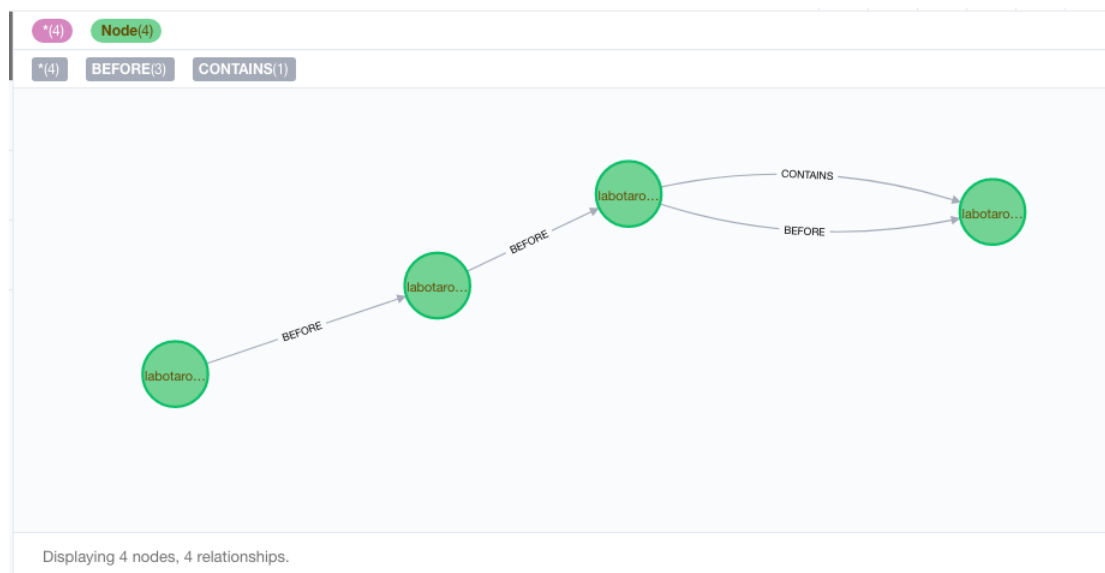 *(4) Node(4)
*(4) BEFORE(3) CONTAINS(1)
CONTAINS
labotaro...
labotaro...
BEFORE
BEFORE
labotaro...
BEFORE
labotaro...
Displaying 4 nodes, 4 relationships.